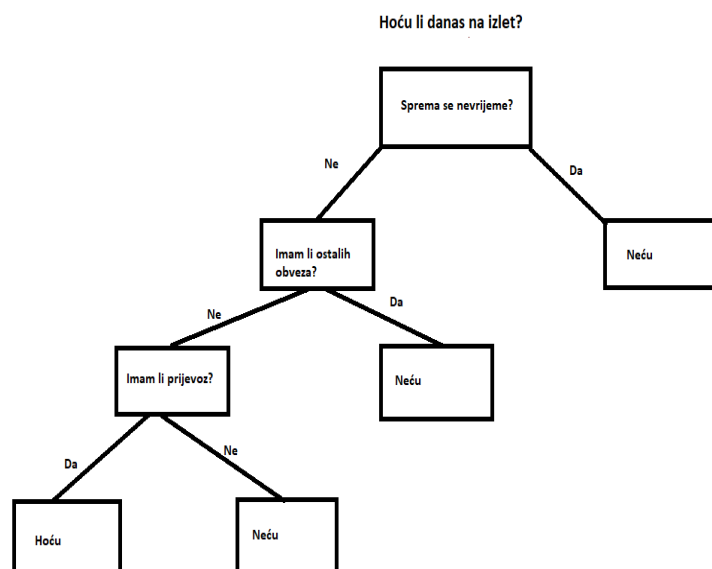 Hoću li danas na izlet?
Sprema se nevrijeme?
Ne
Da
Imam li ostalih
obveza?
Neću
Ne
Da
Imam li prijevoz?
Neću
Da
Ne
Hoću
Neću